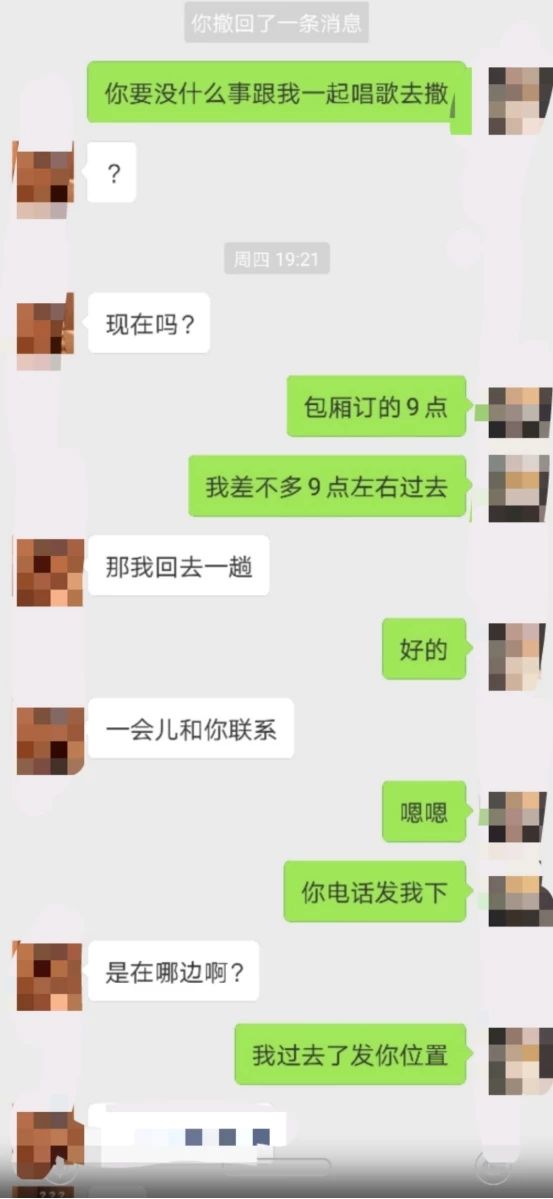 你撤回了一条消息
你要没什么事跟我一起唱歌去撒
?
周四 19:21
现在吗?
包厢订的9点
我差不多9点左右过去
那我回去一趟
好的
一会儿和你联系
嗯嗯
你电话发我下
是在哪边啊?
我过去了发你位置
???